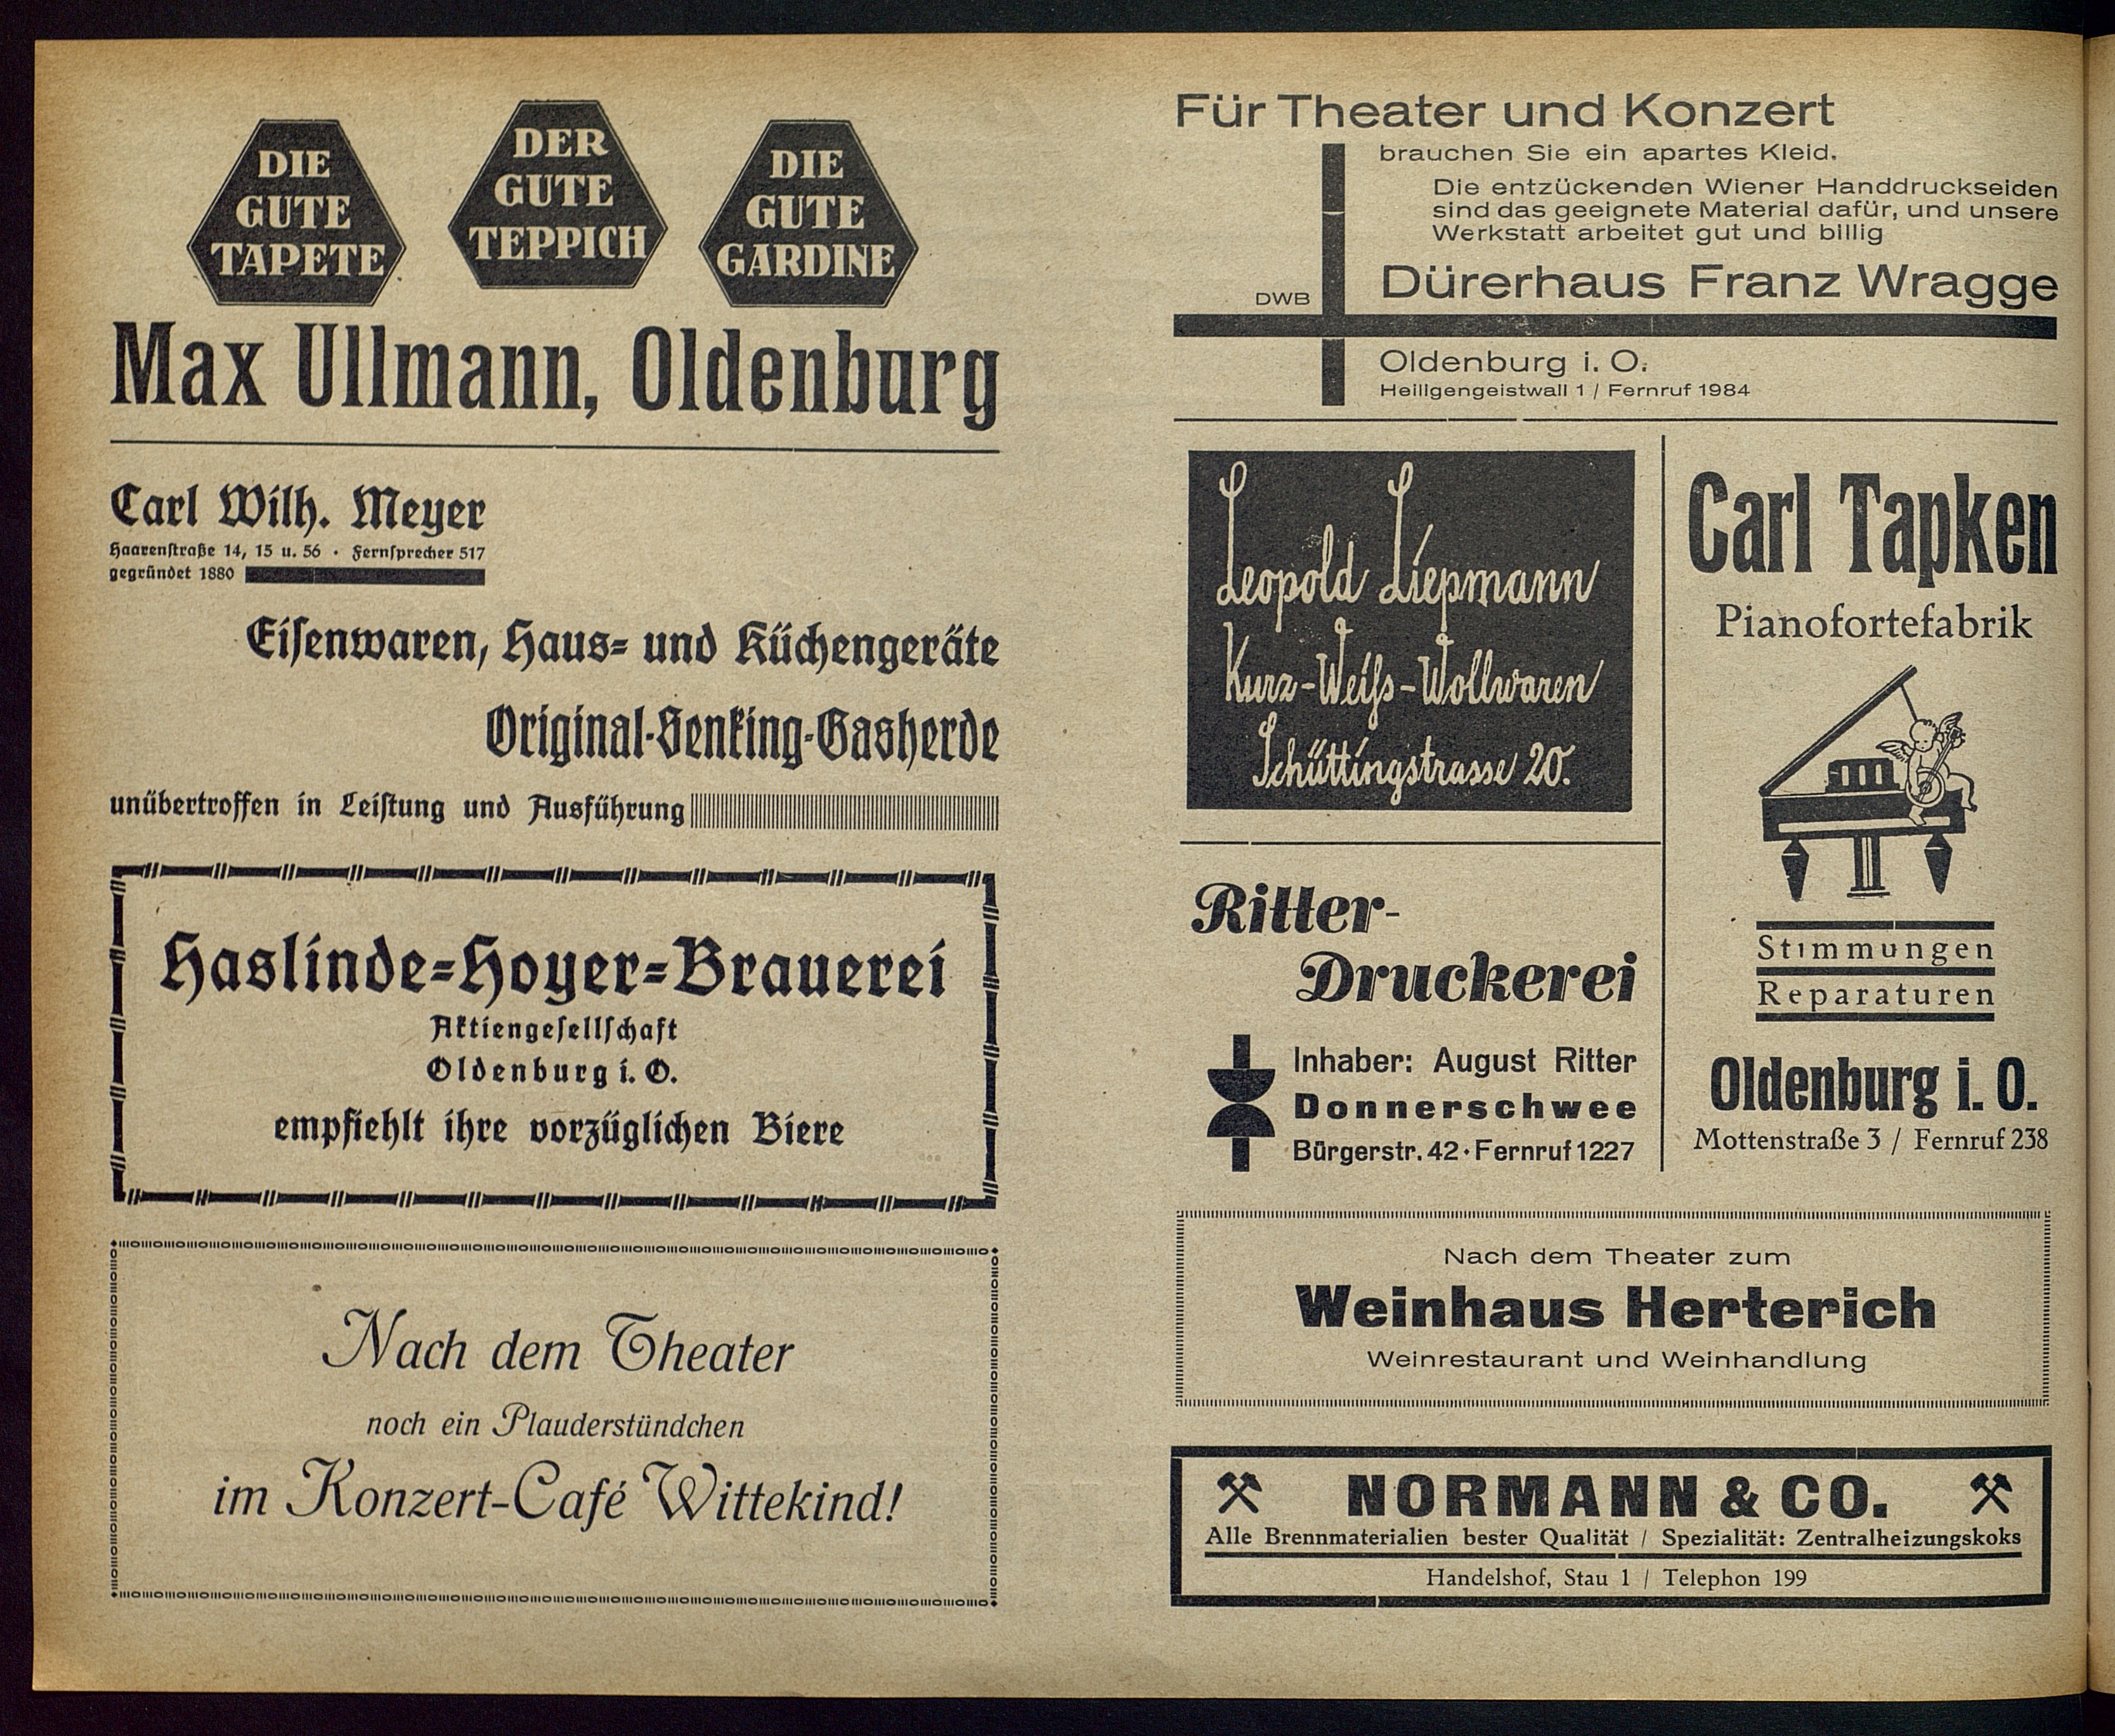 DIE
GUTE
TAPETE
DER
GUTE
TEPPICH
DIE
GUTE
GARDINE
Max Ullmann, Oldenburg
Carl Wilh. Meyer
Haarenſtraße 14, 15 u. 56 · Fernſprecher 517
gegründet 1880
Eiſenwaren, Haus- und Küchengeräte
Original-Senking-Gasherde
unübertroffen in Leiſtung und Ausführung
Haslinde-Hoyer-Brauerei
Aktiengeſellſchaft
Oldenburg i. O.
empfiehlt ihre vorzüglichen Biere
Nach dem Theater
noch ein Plauderstündchen
im Konzert-Café Wittekind!
Für Theater und Konzert
brauchen Sie ein apartes Kleid.
Die entzückenden Wiener Handdruckseiden
sind das geeignete Material dafür, und unsere
Werkstatt arbeitet gut und billig
DWB
Dürerhaus Franz Wragge
Oldenburg i. O.
Heiligengeistwall 1 / Fernruf 1984
Leopold Liepmann
Kurz-Weiſs-Wollwaren
Schüttingstrasse 20.
Ritter-
Druckerei
Inhaber: August Ritter
Donnerschwee
Bürgerstr. 42 · Fernruf 1227
Carl Tapken
Pianofortefabrik
Stimmungen
Reparaturen
Oldenburg i. O.
Mottenstraße 3 / Fernruf 238
Nach dem Theater zum
Weinhaus Herterich
Weinrestaurant und Weinhandlung
NORMANN & CO.
Alle Brennmaterialien bester Qualität / Spezialität: Zentralheizungskoks
Handelshof, Stau 1 / Telephon 199